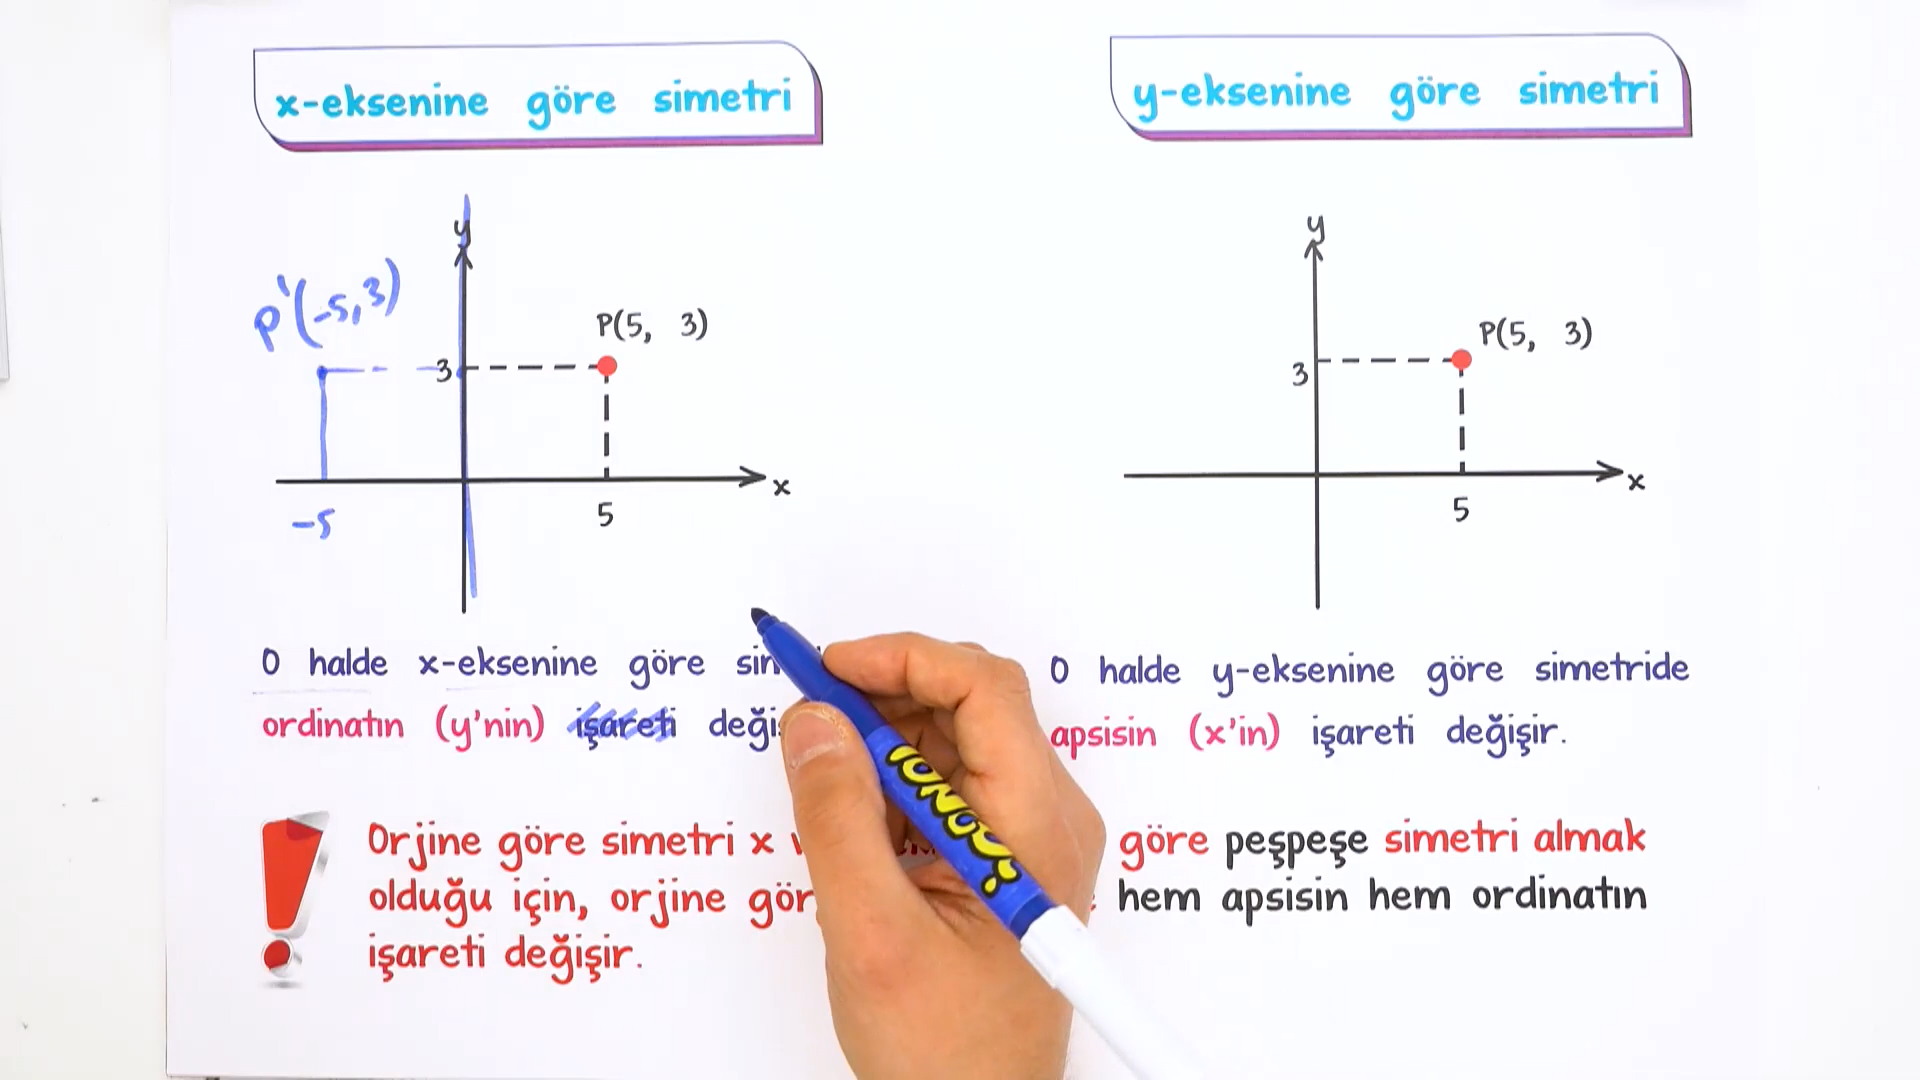 x-eksenine göre simetri
y
P'(-5,3)
P(5, 3)
3
x
-5
5
O halde x-eksenine göre
ordinatın (y'nin) işareti
y-eksenine göre simetri
y
P(5, 3)
3
x
5
O halde y-eksenine göre simetride
apsisin (x'in) işareti değişir.
Orjine göre simetri x göre peşpeşe simetri almak
olduğu için, orjine hem apsisin hem ordinatın
işareti değişir.